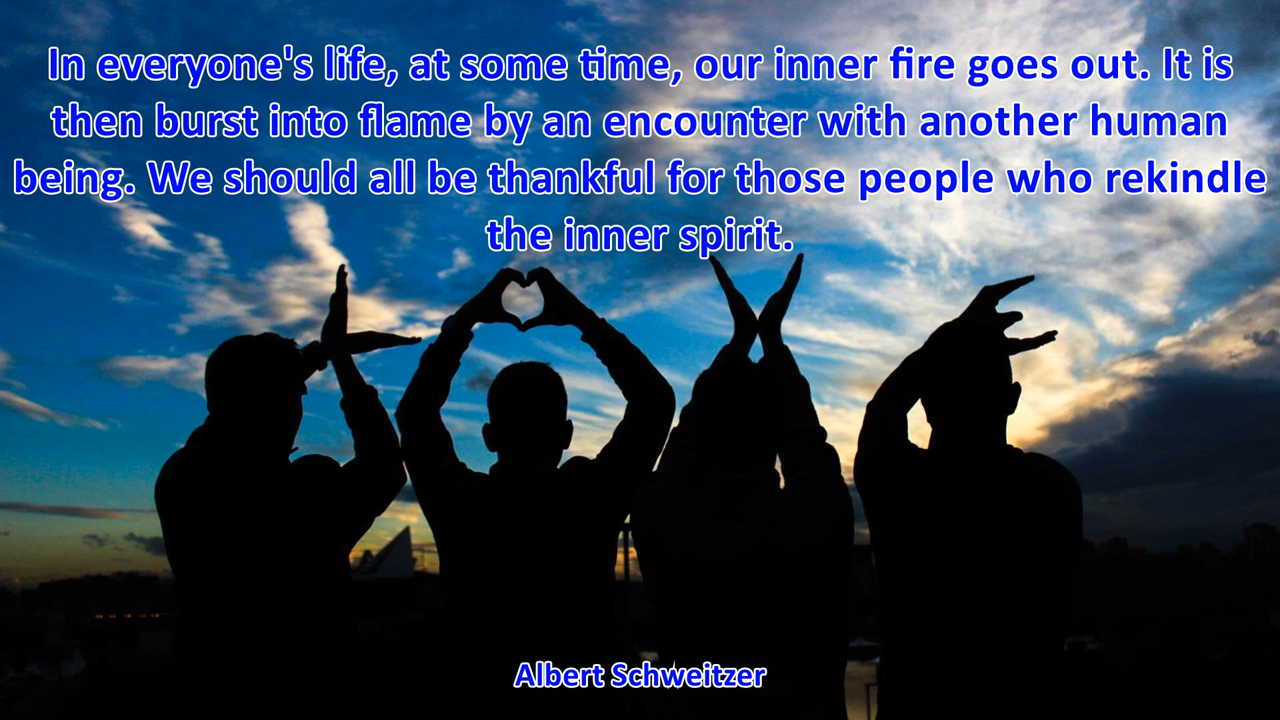 In everyone's life, at some time, our inner fire goes out. It is
then burst into flame by an encounter with another human
being. We should all be thankful for those people who rekindle
the inner spirit.
Albert Schweitzer